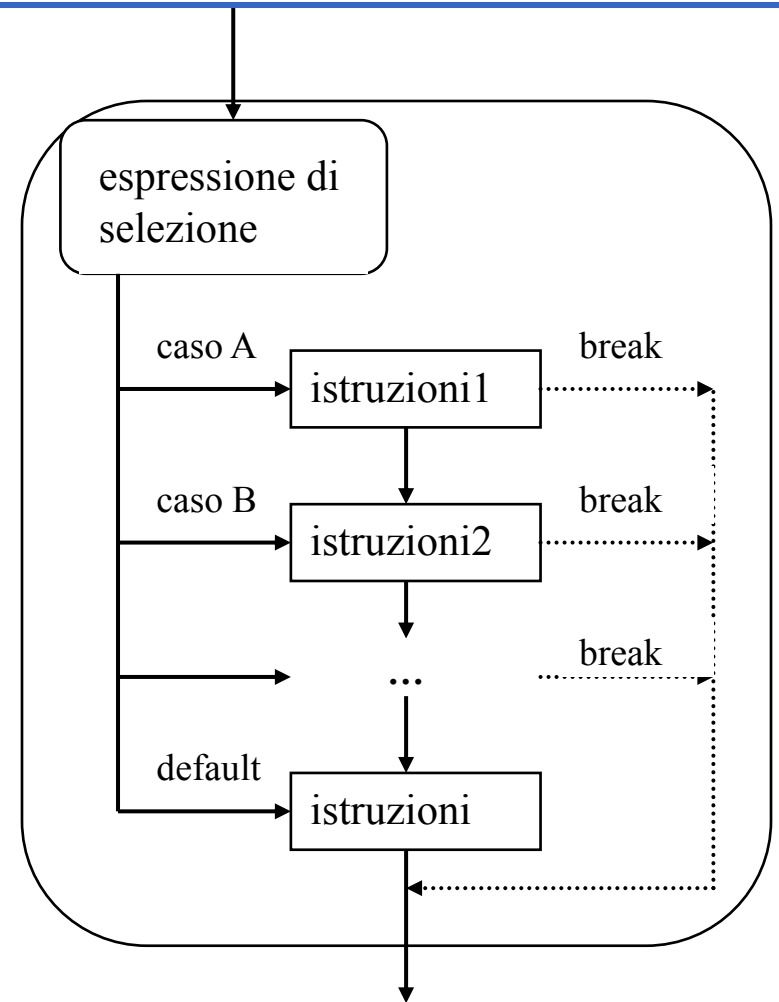 espressione di
selezione
caso A
istruzioni1
break
caso B
istruzioni2
break
...
break
default
istruzioni